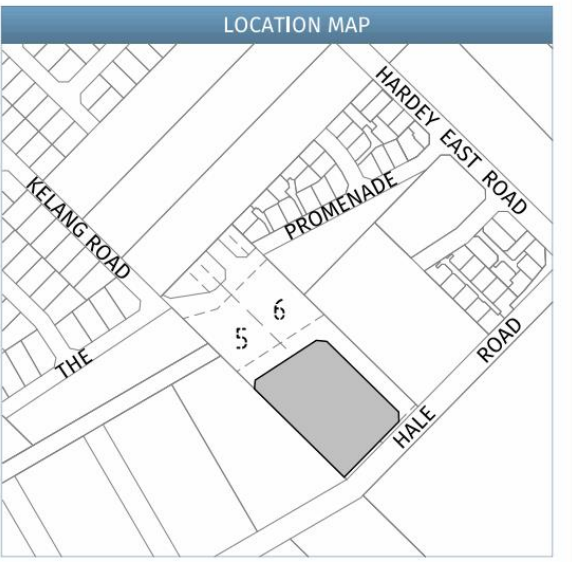 LOCATION MAP
HARDEY EAST ROAD
KELANG ROAD
PROMENADE
6
5
THE
ROAD
HALE